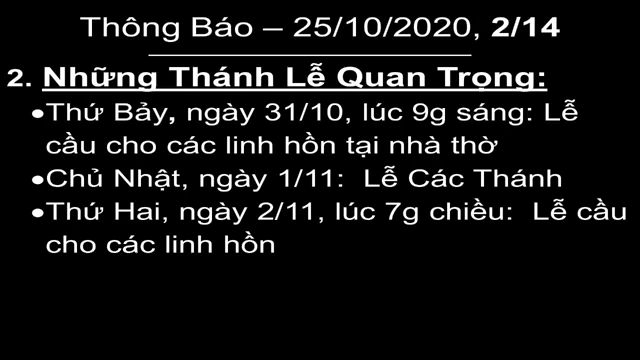 Thông Báo – 25/10/2020, 2/14
2. Những Thánh Lễ Quan Trọng:
•Thứ Bảy, ngày 31/10, lúc 9g sáng: Lễ
cầu cho các linh hồn tại nhà thờ
•Chủ Nhật, ngày 1/11: Lễ Các Thánh
•Thứ Hai, ngày 2/11, lúc 7g chiều: Lễ cầu
cho các linh hồn